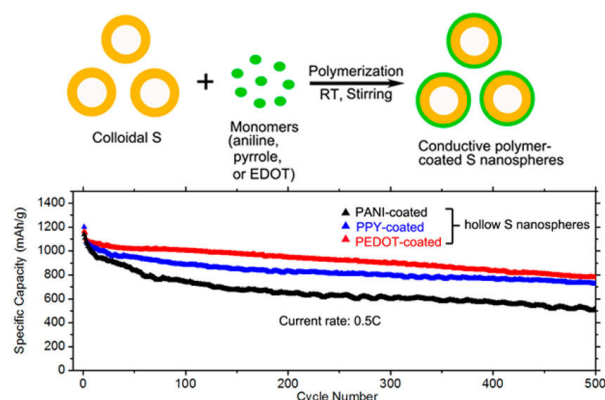 Colloidal S
+
Monomers
(aniline,
pyrrole,
or EDOT)
Polymerization
RT, Stirring
Conductive polymer-
coated S nanospheres
Specific Capacity (mAh/g)
1400
1200
1000
800
600
400
200
0
PANI-coated
PPY-coated
PEDOT-coated
hollow S nanospheres
Current rate: 0.5C
0
100
200
300
400
500
Cycle Number